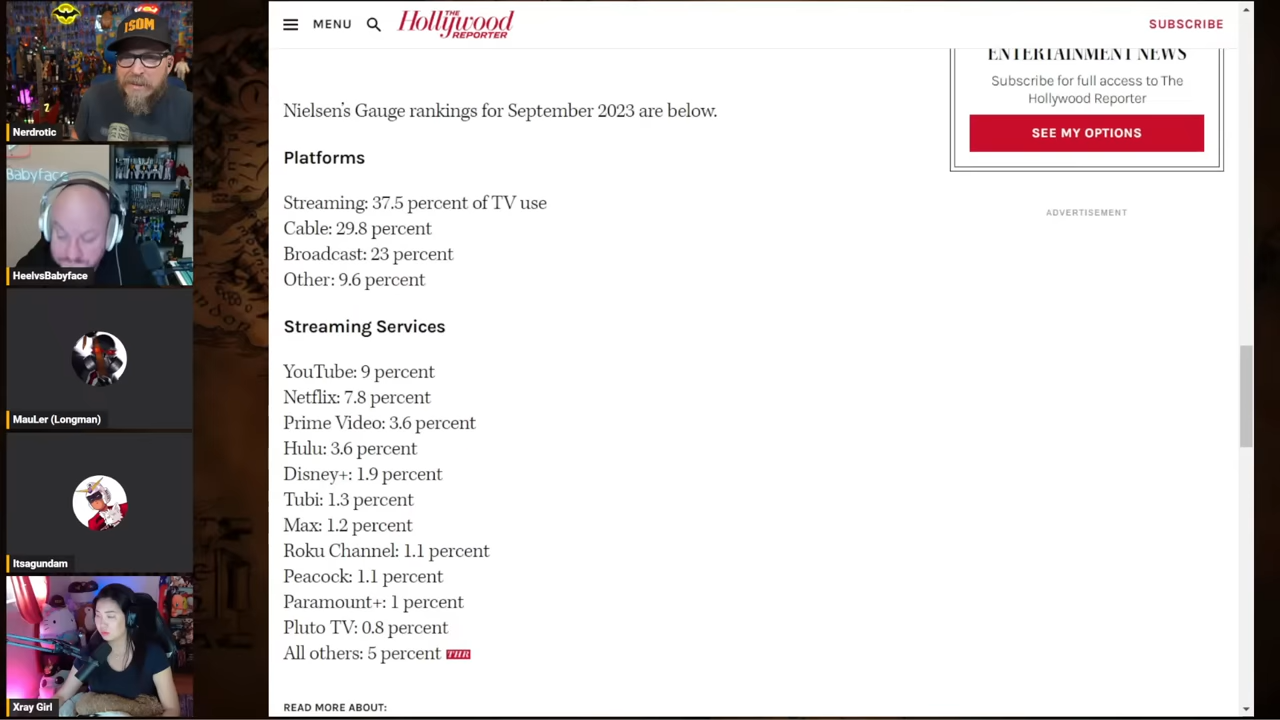 ISOM
Nerdrotic
Babyface
HeelvsBabyface
MauLer (Longman)
Itsagundam
Xray Girl
MENU
THE
Hollywood
REPORTER
SUBSCRIBE
ENTERTAINMENT NEWS
Subscribe for full access to The
Hollywood Reporter
SEE MY OPTIONS
ADVERTISEMENT
Nielsen's Gauge rankings for September 2023 are below.
Platforms
Streaming: 37.5 percent of TV use
Cable: 29.8 percent
Broadcast: 23 percent
Other: 9.6 percent
Streaming Services
YouTube: 9 percent
Netflix: 7.8 percent
Prime Video: 3.6 percent
Hulu: 3.6 percent
Disney+: 1.9 percent
Tubi: 1.3 percent
Max: 1.2 percent
Roku Channel: 1.1 percent
Peacock: 1.1 percent
Paramount+: 1 percent
Pluto TV: 0.8 percent
All others: 5 percent THR
READ MORE ABOUT: